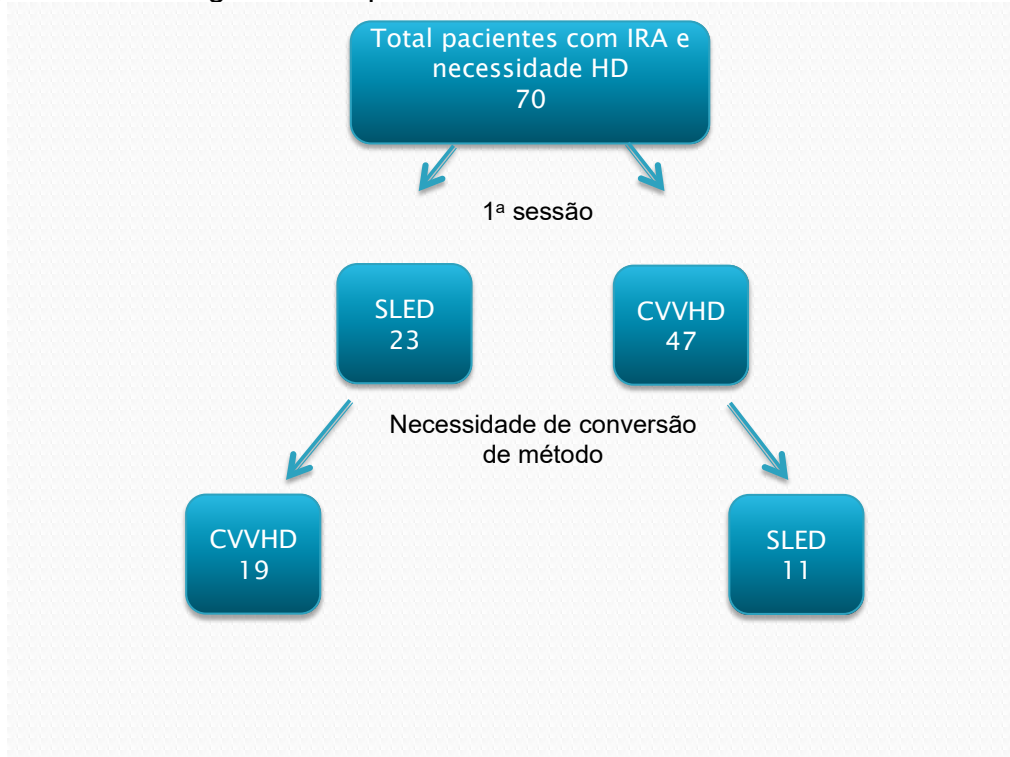 Total pacientes com IRA e
necessidade HD
70
1ª sessão
SLED
23
CVVHD
47
Necessidade de conversão
de método
CVVHD
19
SLED
11